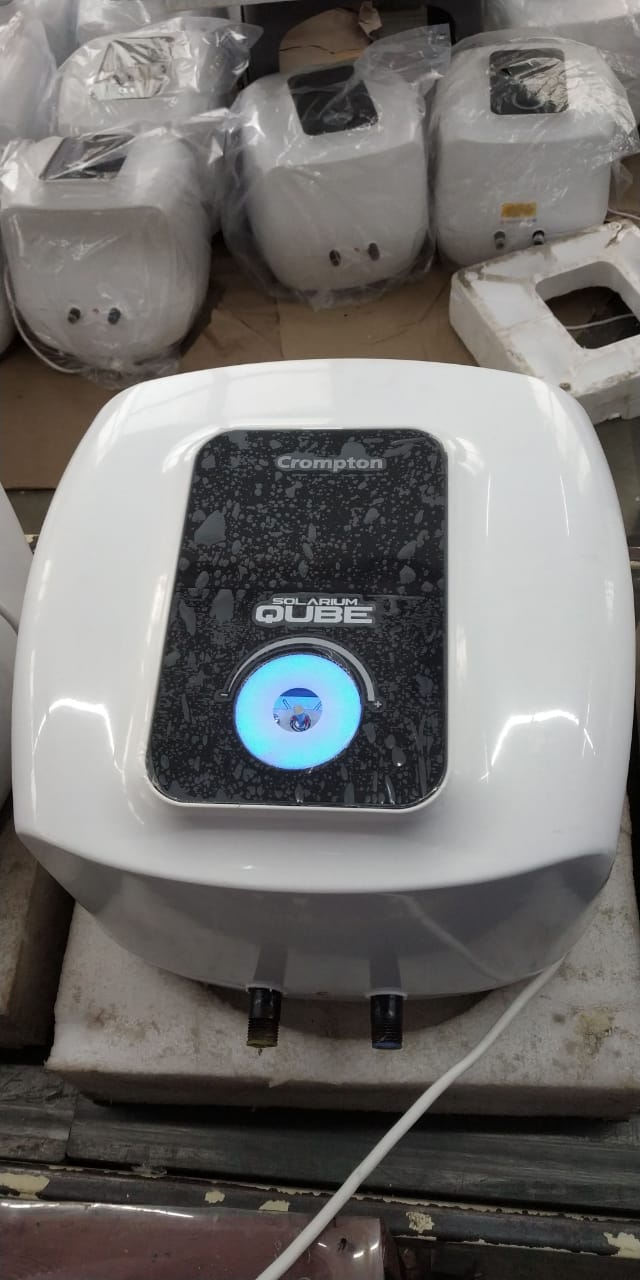 Crompton
SOLARIUM
QUBE
-
+